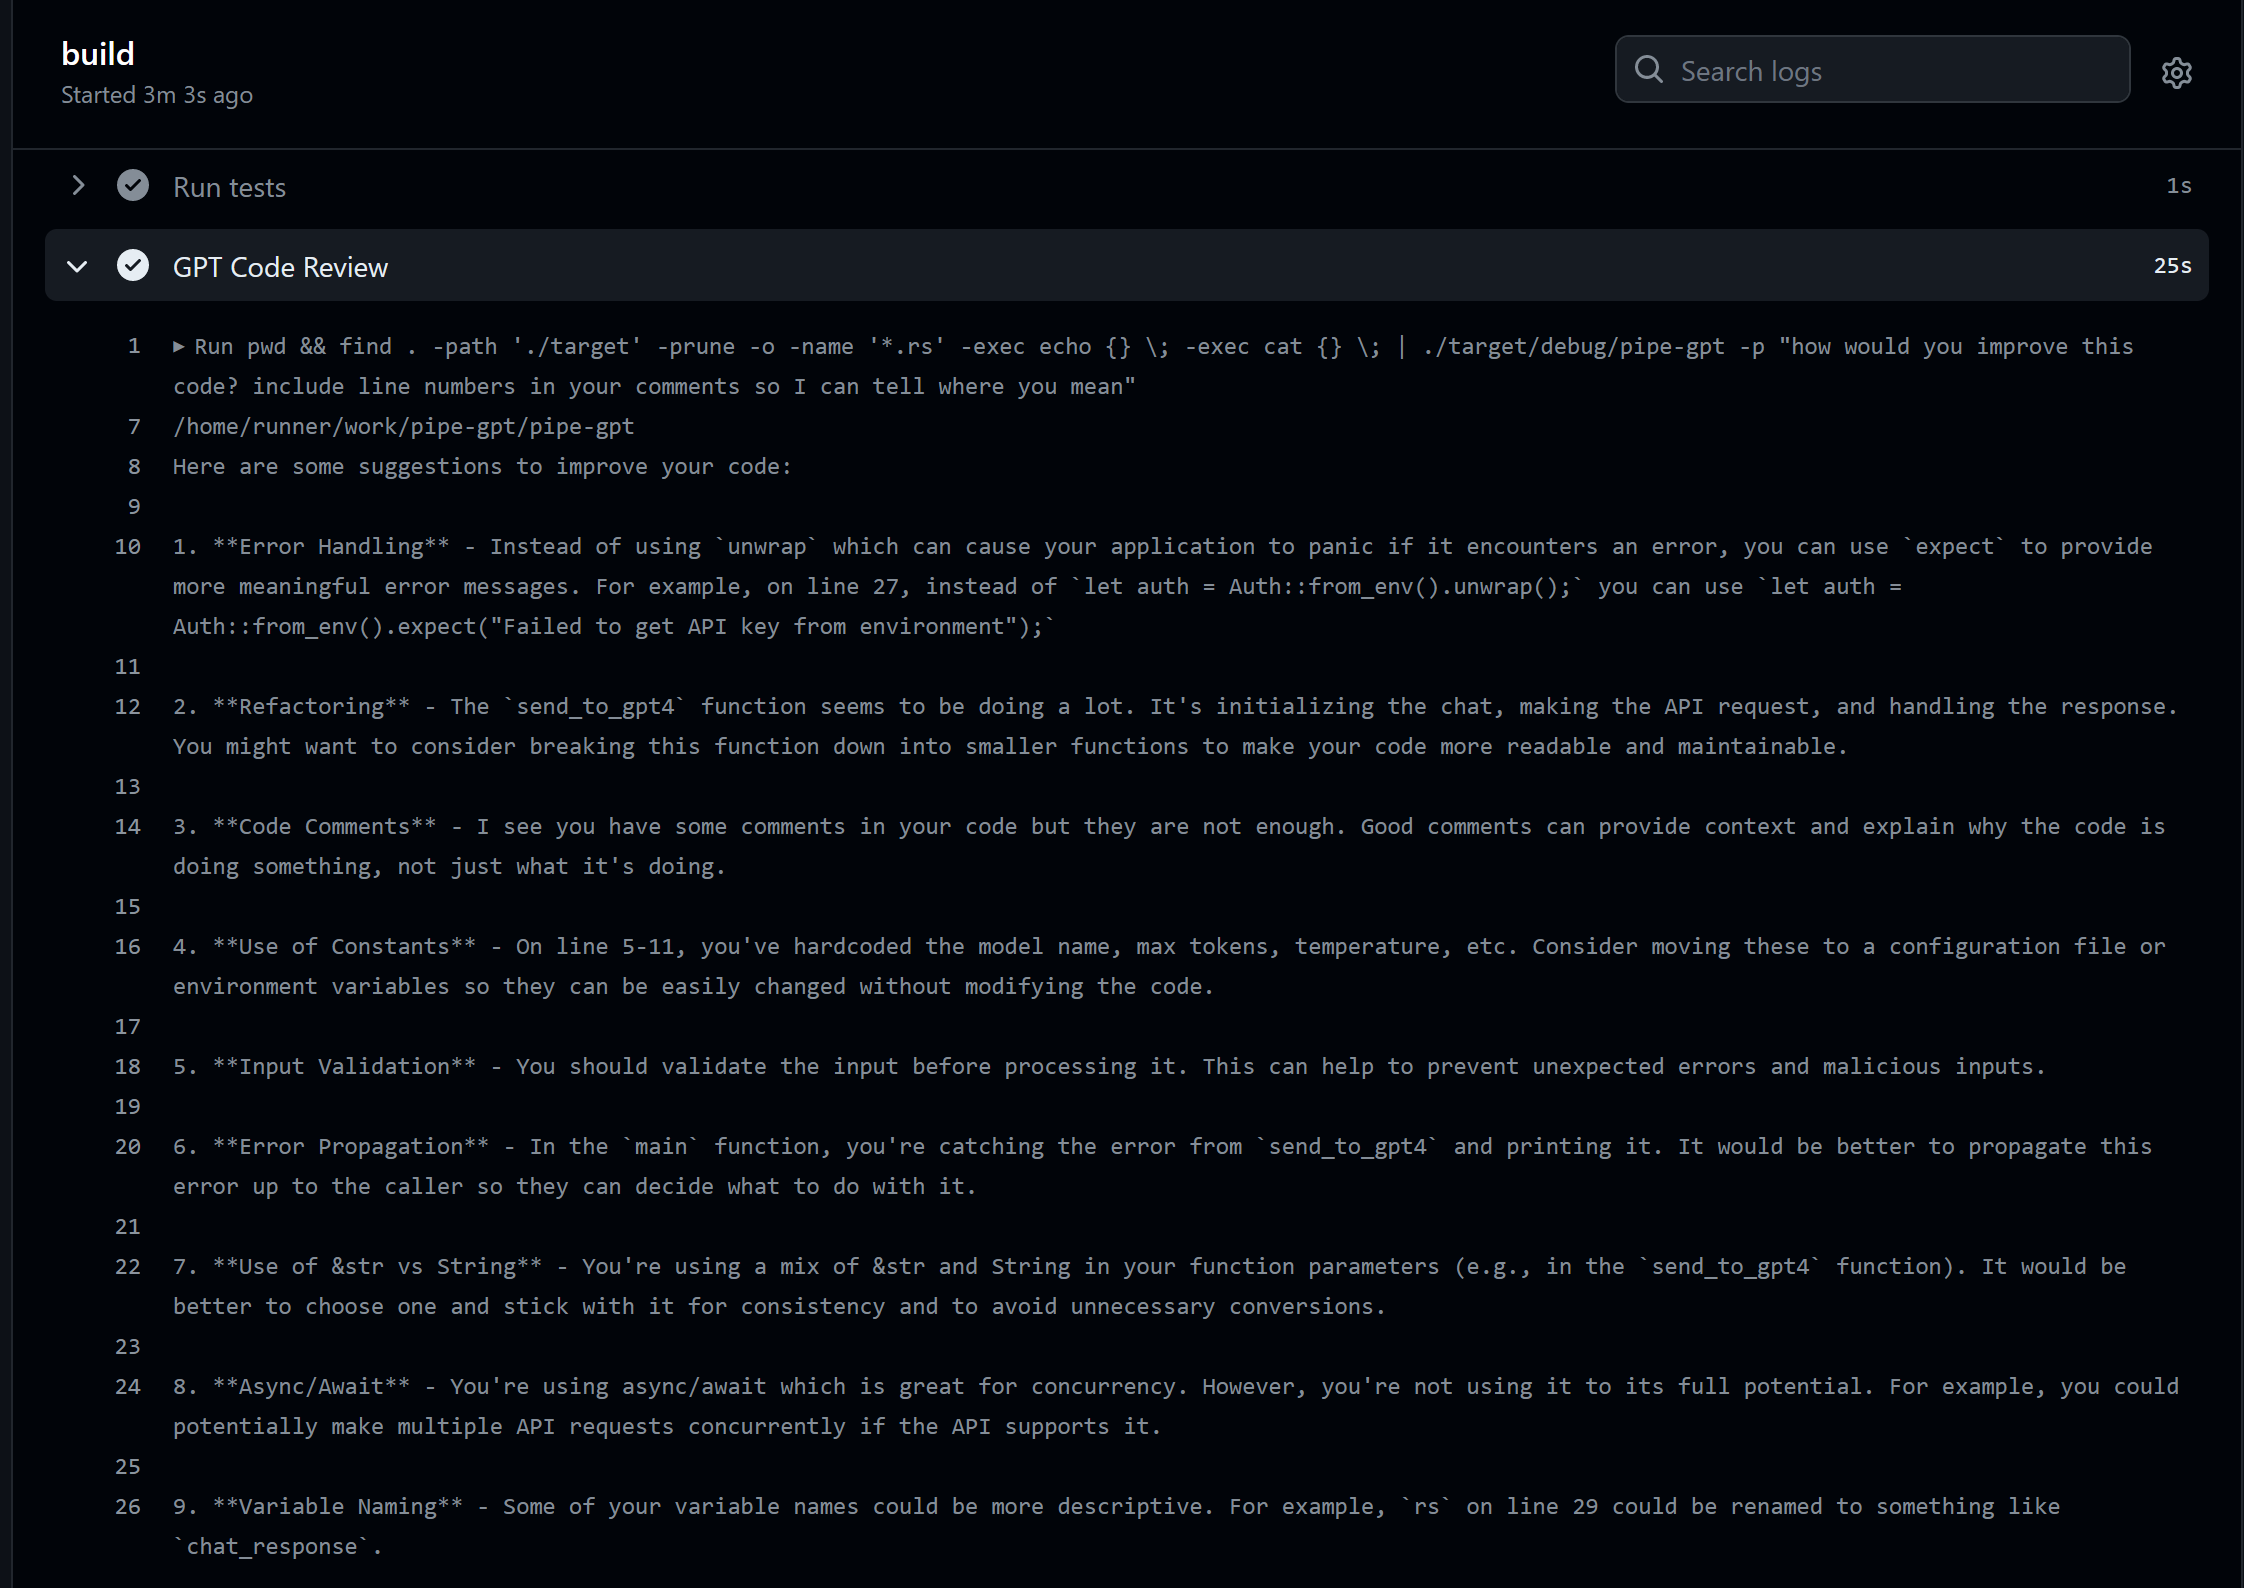 build
Started 3m 3s ago
Search logs
Run tests
1s
GPT Code Review
25s
1 ▶ Run pwd && find . -path './target' -prune -o -name '*.rs' -exec echo {} \; -exec cat {} \; | ./target/debug/pipe-gpt -p "how would you improve this
code? include line numbers in your comments so I can tell where you mean"
7 /home/runner/work/pipe-gpt/pipe-gpt
8 Here are some suggestions to improve your code:
9
10 1. **Error Handling** - Instead of using `unwrap` which can cause your application to panic if it encounters an error, you can use `expect` to provide
more meaningful error messages. For example, on line 27, instead of `let auth = Auth::from_env().unwrap();` you can use `let auth =
Auth::from_env().expect("Failed to get API key from environment");`
11
12 2. **Refactoring** - The `send_to_gpt4` function seems to be doing a lot. It's initializing the chat, making the API request, and handling the response.
You might want to consider breaking this function down into smaller functions to make your code more readable and maintainable.
13
14 3. **Code Comments** - I see you have some comments in your code but they are not enough. Good comments can provide context and explain why the code is
doing something, not just what it's doing.
15
16 4. **Use of Constants** - On line 5-11, you've hardcoded the model name, max tokens, temperature, etc. Consider moving these to a configuration file or
environment variables so they can be easily changed without modifying the code.
17
18 5. **Input Validation** - You should validate the input before processing it. This can help to prevent unexpected errors and malicious inputs.
19
20 6. **Error Propagation** - In the `main` function, you're catching the error from `send_to_gpt4` and printing it. It would be better to propagate this
error up to the caller so they can decide what to do with it.
21
22 7. **Use of &str vs String** - You're using a mix of &str and String in your function parameters (e.g., in the `send_to_gpt4` function). It would be
better to choose one and stick with it for consistency and to avoid unnecessary conversions.
23
24 8. **Async/Await** - You're using async/await which is great for concurrency. However, you're not using it to its full potential. For example, you could
potentially make multiple API requests concurrently if the API supports it.
25
26 9. **Variable Naming** - Some of your variable names could be more descriptive. For example, `rs` on line 29 could be renamed to something like
`chat_response`.